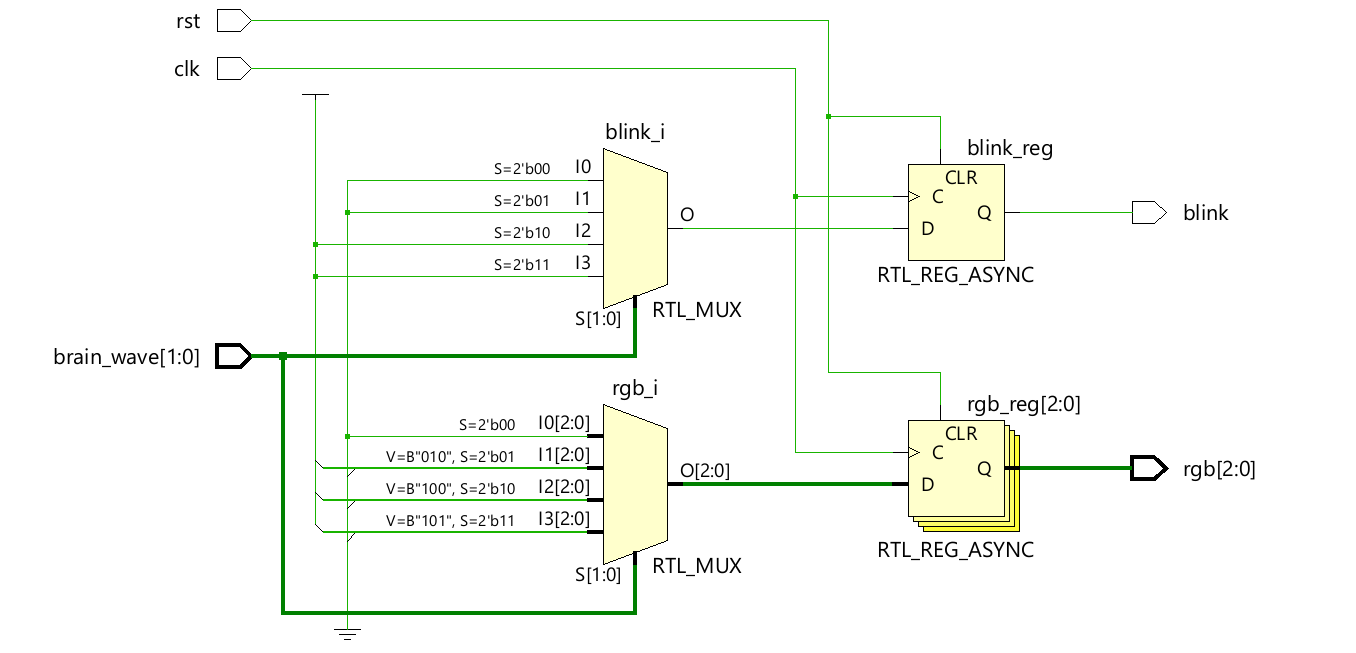 rst
clk
blink_i
S=2'b00 I0
S=2'b01 I1
S=2'b10 I2
S=2'b11 I3
O
S[1:0]
RTL_MUX
blink_reg
CLR
C
D
Q
RTL_REG_ASYNC
blink
brain_wave[1:0]
rgb_i
S=2'b00 I0[2:0]
V=B"010", S=2'b01 I1[2:0]
V=B"100", S=2'b10 I2[2:0]
V=B"101", S=2'b11 I3[2:0]
O[2:0]
S[1:0]
RTL_MUX
rgb_reg[2:0]
CLR
C
D
Q
RTL_REG_ASYNC
rgb[2:0]